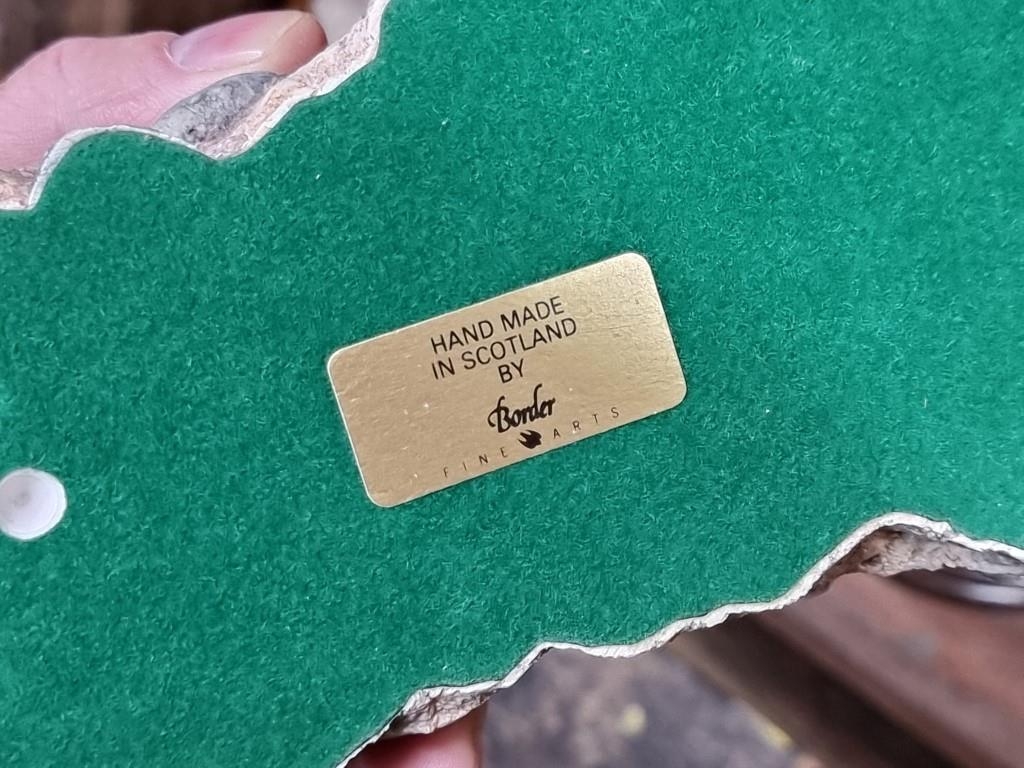 HAND MADE
IN SCOTLAND
BY
Border
FINE ARTS